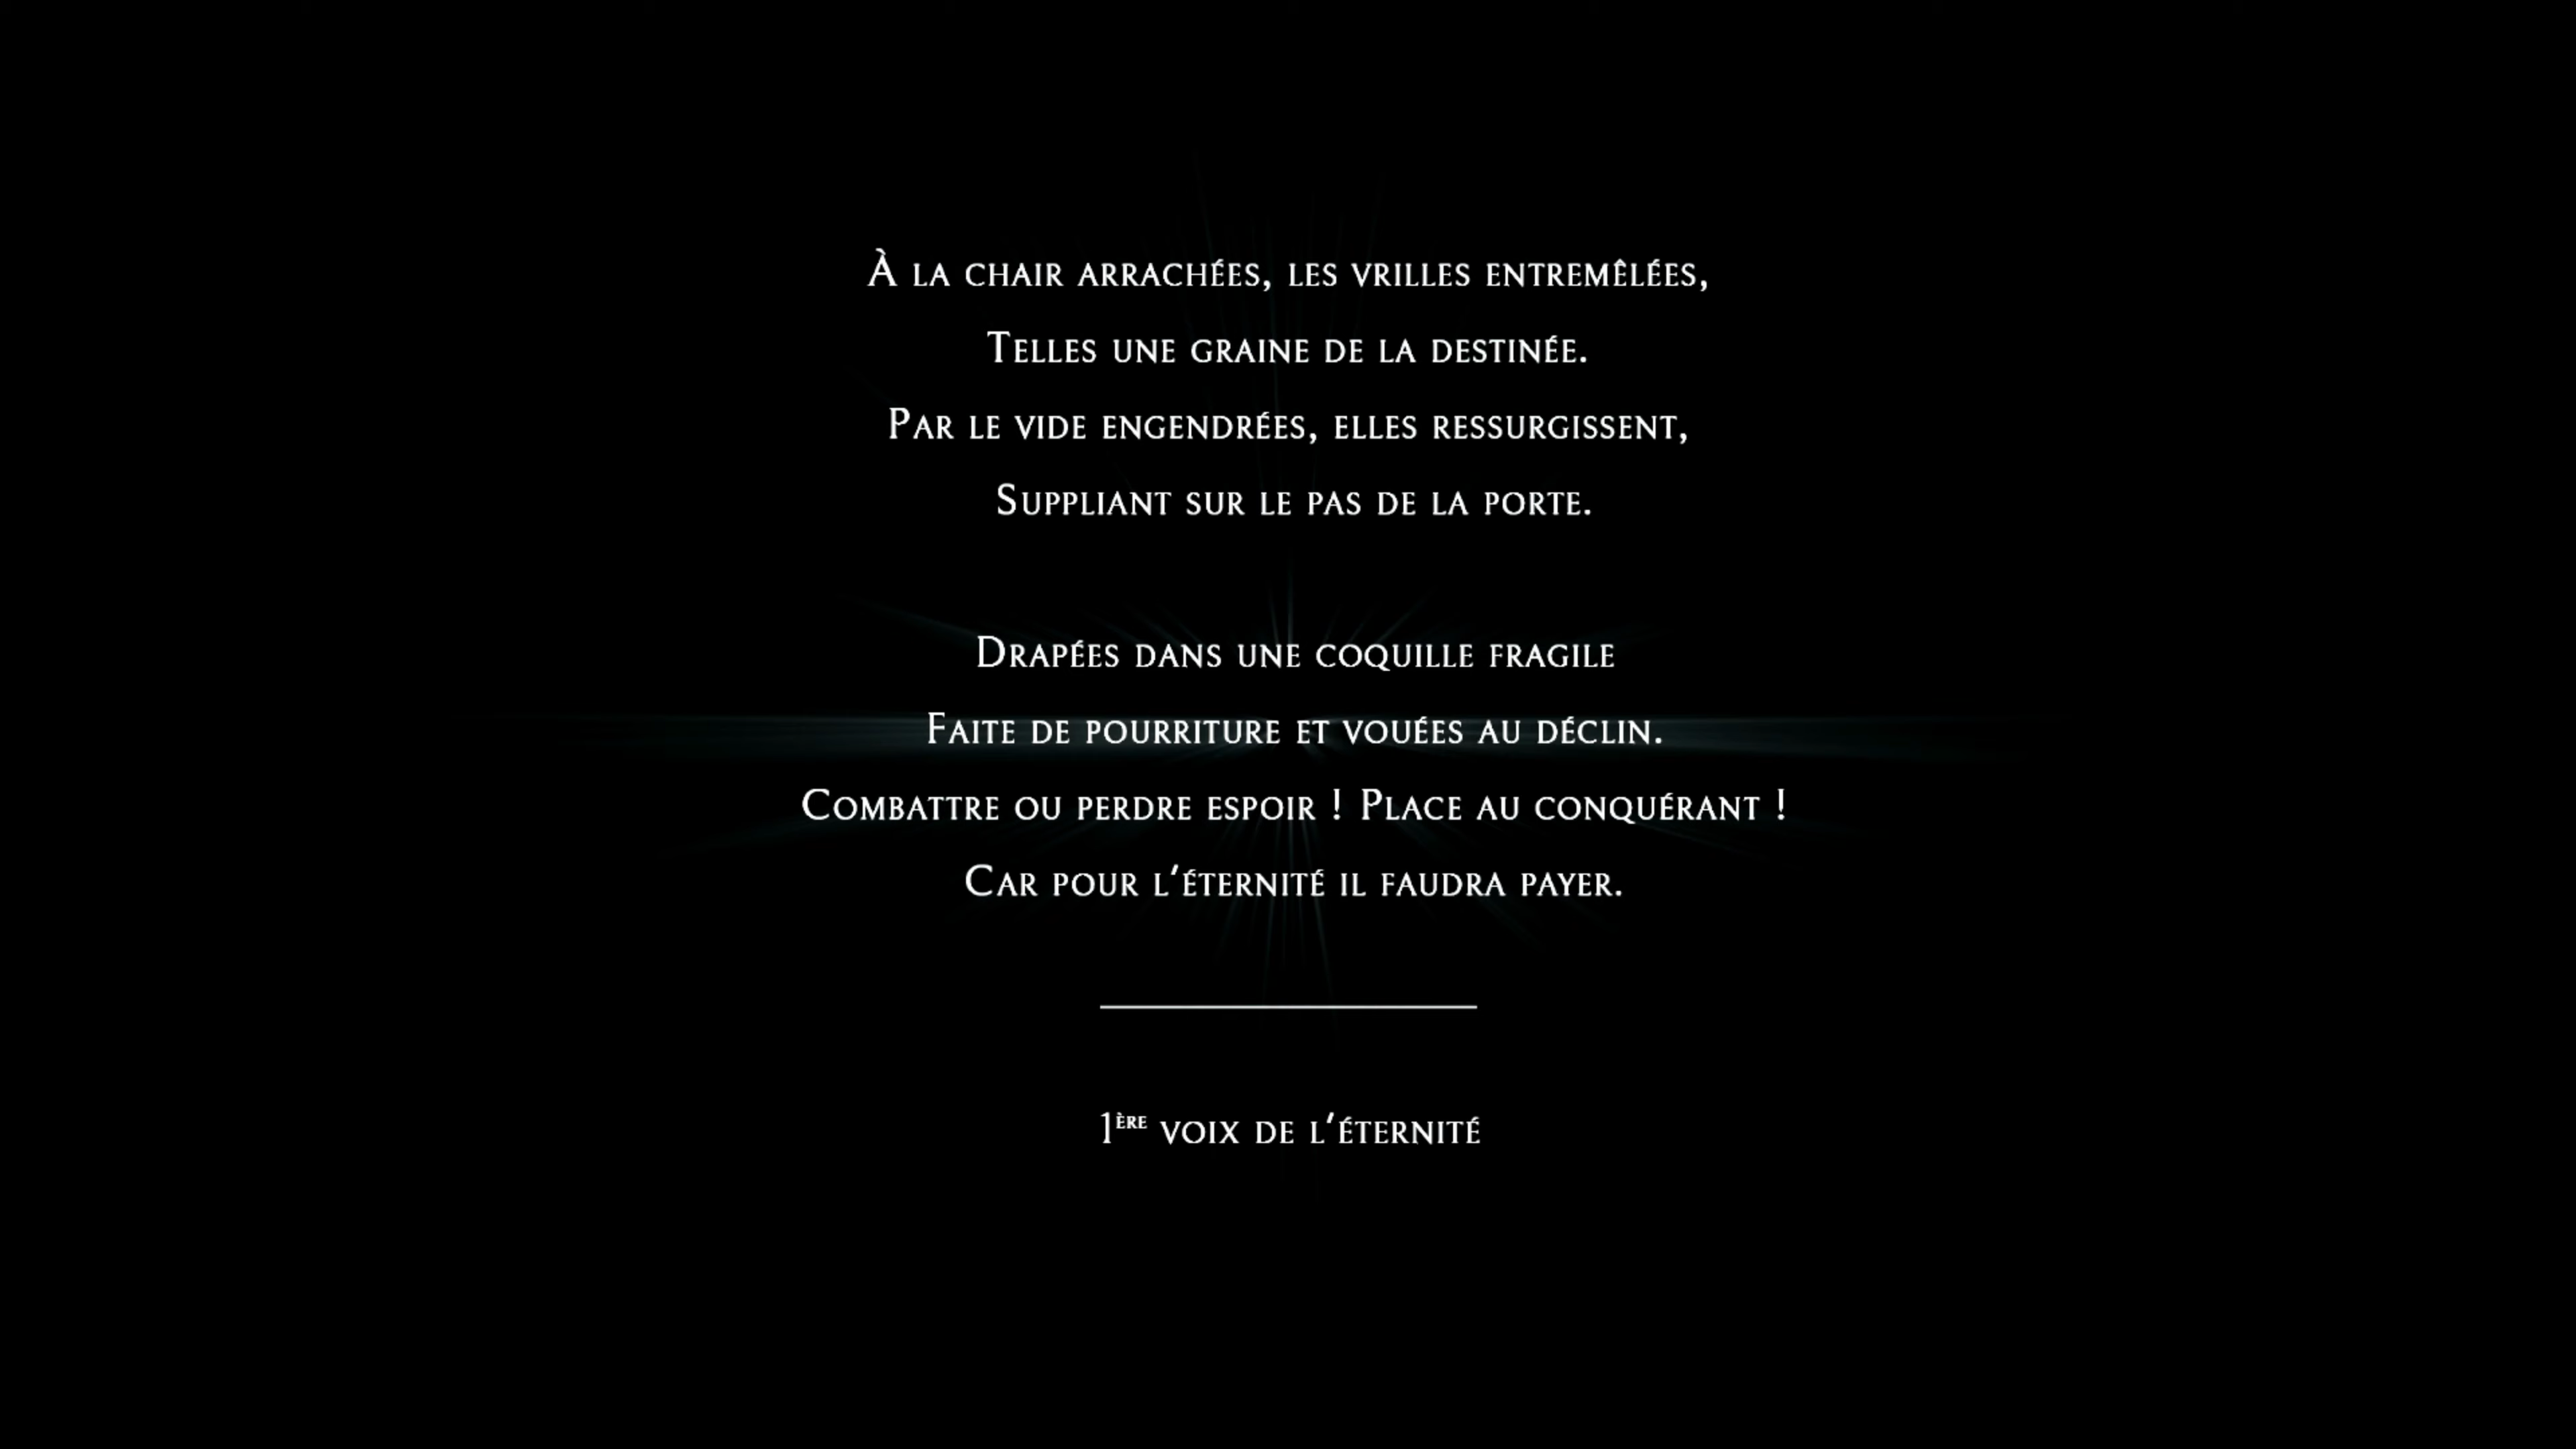 À LA CHAIR ARRACHÉES, LES VRILLES ENTREMÊLÉES,
TELLES UNE GRAINE DE LA DESTINÉE.
PAR LE VIDE ENGENDRÉES, ELLES RESSURGISSENT,
SUPPLIANT SUR LE PAS DE LA PORTE.
DRAPÉES DANS UNE COQUILLE FRAGILE
FAITE DE POURRITURE ET VOUÉES AU DÉCLIN.
COMBATTRE OU PERDRE ESPOIR ! PLACE AU CONQUÉRANT !
CAR POUR L'ÉTERNITÉ IL FAUDRA PAYER.
1ÈRE VOIX DE L'ÉTERNITÉ